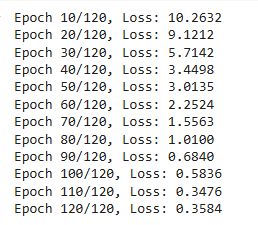 Epoch 10/120, Loss: 10.2632
Epoch 20/120, Loss: 9.1212
Epoch 30/120, Loss: 5.7142
Epoch 40/120, Loss: 3.4498
Epoch 50/120, Loss: 3.0135
Epoch 60/120, Loss: 2.2524
Epoch 70/120, Loss: 1.5563
Epoch 80/120, Loss: 1.0100
Epoch 90/120, Loss: 0.6840
Epoch 100/120, Loss: 0.5836
Epoch 110/120, Loss: 0.3476
Epoch 120/120, Loss: 0.3584